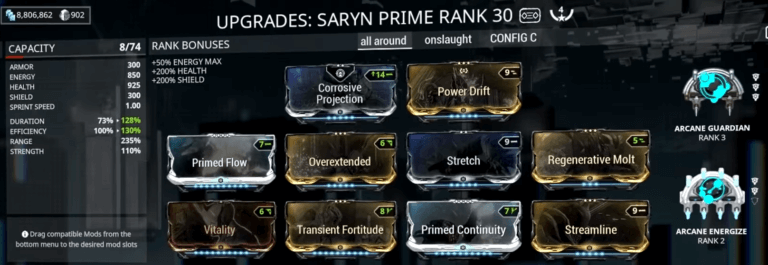 8,806,862 902
UPGRADES: SARYN PRIME RANK 30 4
CAPACITY 8/74
RANK BONUSES
all around onslaught CONFIG C
+50% ENERGY MAX
+200% HEALTH
+200% SHIELD
ARMOR 300
ENERGY 850
HEALTH 925
SHIELD 300
SPRINT SPEED 1.00
DURATION 73% 128%
EFFICIENCY 100% 130%
RANGE 235%
STRENGTH 110%
14
Corrosive
Projection
9
Power Drift
7
Primed Flow
6
Overextended
9
Stretch
5
Regenerative Molt
6
Vitality
8
Transient Fortitude
7
Primed Continuity
9
Streamline
ARCANE GUARDIAN
RANK 3
ARCANE ENERGIZE
RANK 2
Drag compatible Mods from the
bottom menu to the desired mod slots